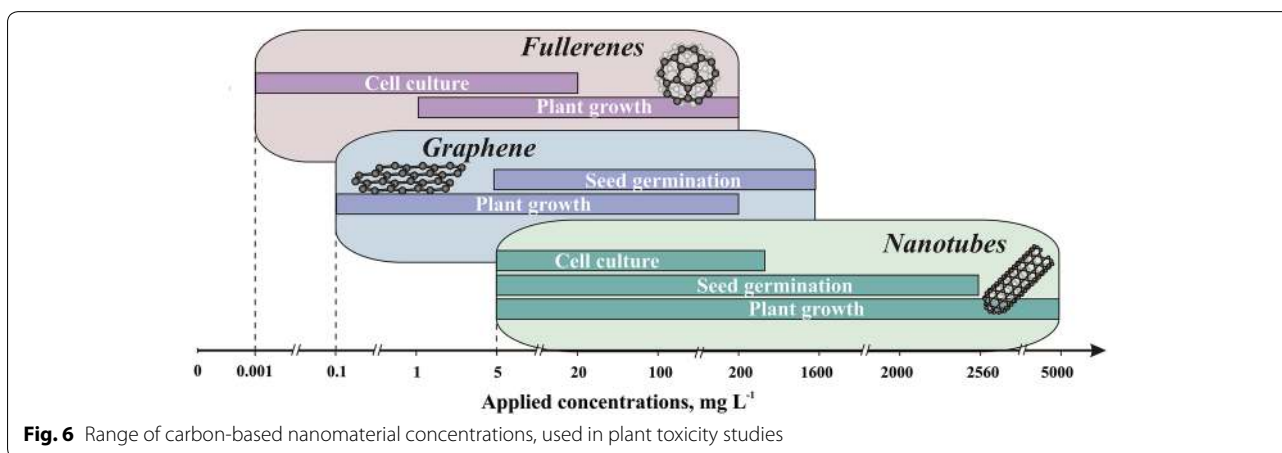 Fullerenes
Cell culture
Plant growth
Graphene
Seed germination
Plant growth
Nanotubes
Cell culture
Seed germination
Plant growth
0 0.001 0.1 1 5 20 100 200 1600 2000 2560 5000
Applied concentrations, mg L⁻¹
Fig. 6 Range of carbon-based nanomaterial concentrations, used in plant toxicity studies